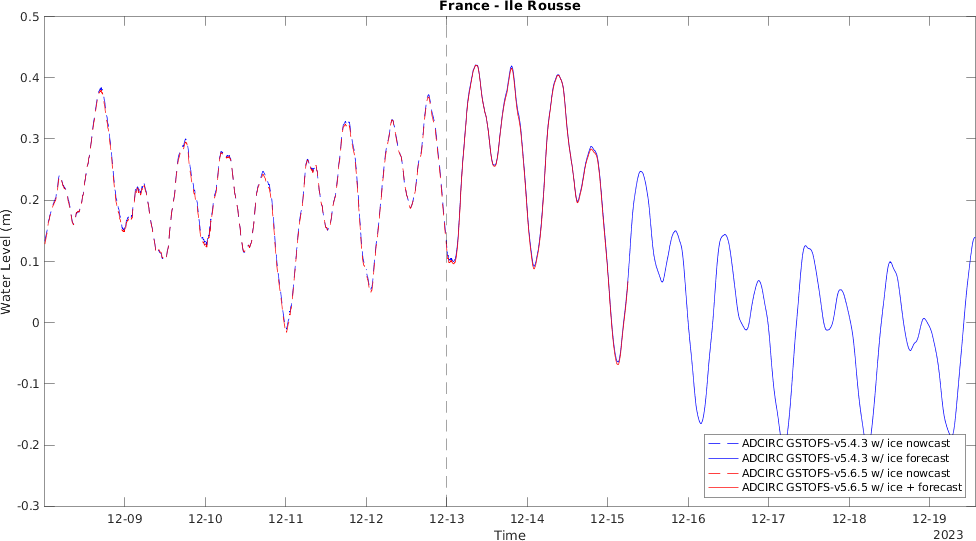 France - Ile Rousse
Water Level (m)
0.5
0.4
0.3
0.2
0.1
0
-0.1
-0.2
-0.3
12-09 12-10 12-11 12-12 12-13 12-14 12-15 12-16 12-17 12-18 12-19
Time
2023
ADCIRC GSTOFS-v5.4.3 w/ ice nowcast
ADCIRC GSTOFS-v5.4.3 w/ ice forecast
ADCIRC GSTOFS-v5.6.5 w/ ice nowcast
ADCIRC GSTOFS-v5.6.5 w/ ice + forecast